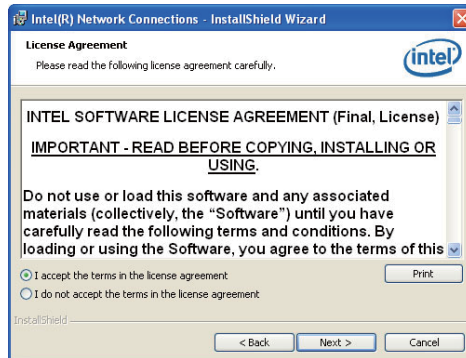 Intel(R) Network Connections - InstallShield Wizard
License Agreement
Please read the following license agreement carefully.
intel
INTEL SOFTWARE LICENSE AGREEMENT (Final, License)
IMPORTANT - READ BEFORE COPYING, INSTALLING OR
USING.
Do not use or load this software and any associated
materials (collectively, the “Software”) until you have
carefully read the following terms and conditions. By
loading or using the Software, you agree to the terms of this
I accept the terms in the license agreement
Print
I do not accept the terms in the license agreement
InstallShield
< Back
Next >
Cancel